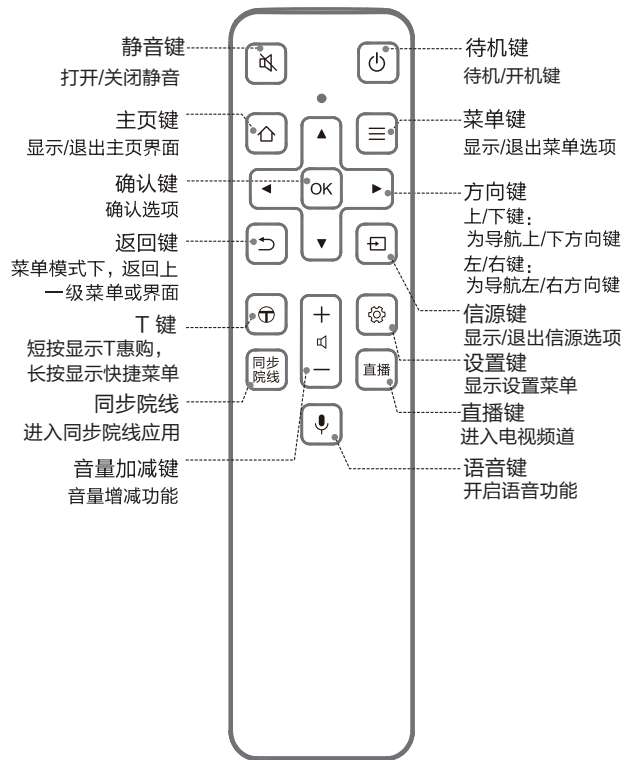 静音键
打开/关闭静音
主页键
显示/退出主页界面
确认键
确认选项
返回键
菜单模式下，返回上
一级菜单或界面
T 键
短按显示T惠购，
长按显示快捷菜单
同步院线
进入同步院线应用
音量加减键
音量增减功能
OK
同步
院线
直播
待机键
待机/开机键
菜单键
显示/退出菜单选项
方向键
上/下键：
为导航上/下方向键
左/右键：
为导航左/右方向键
信源键
显示/退出信源选项
设置键
显示设置菜单
直播键
进入电视频道
语音键
开启语音功能